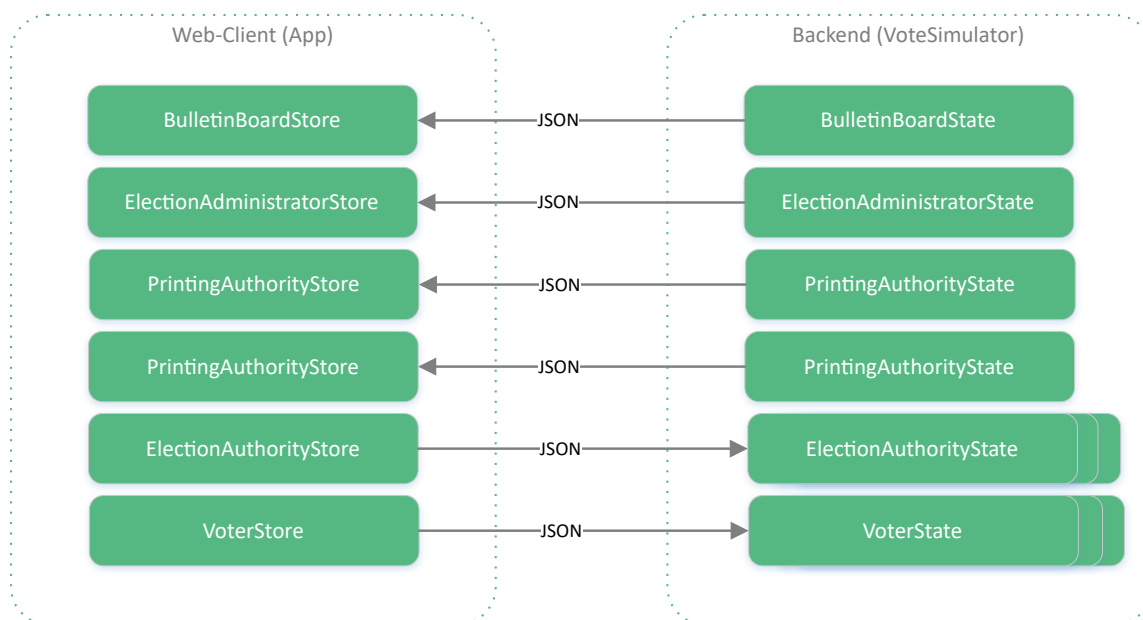 Web-Client (App)
Backend (VoteSimulator)
BulletinBoardStore
JSON
BulletinBoardState
ElectionAdministratorStore
JSON
ElectionAdministratorState
PrintingAuthorityStore
JSON
PrintingAuthorityState
PrintingAuthorityStore
JSON
PrintingAuthorityState
ElectionAuthorityStore
JSON
ElectionAuthorityState
VoterStore
JSON
VoterState